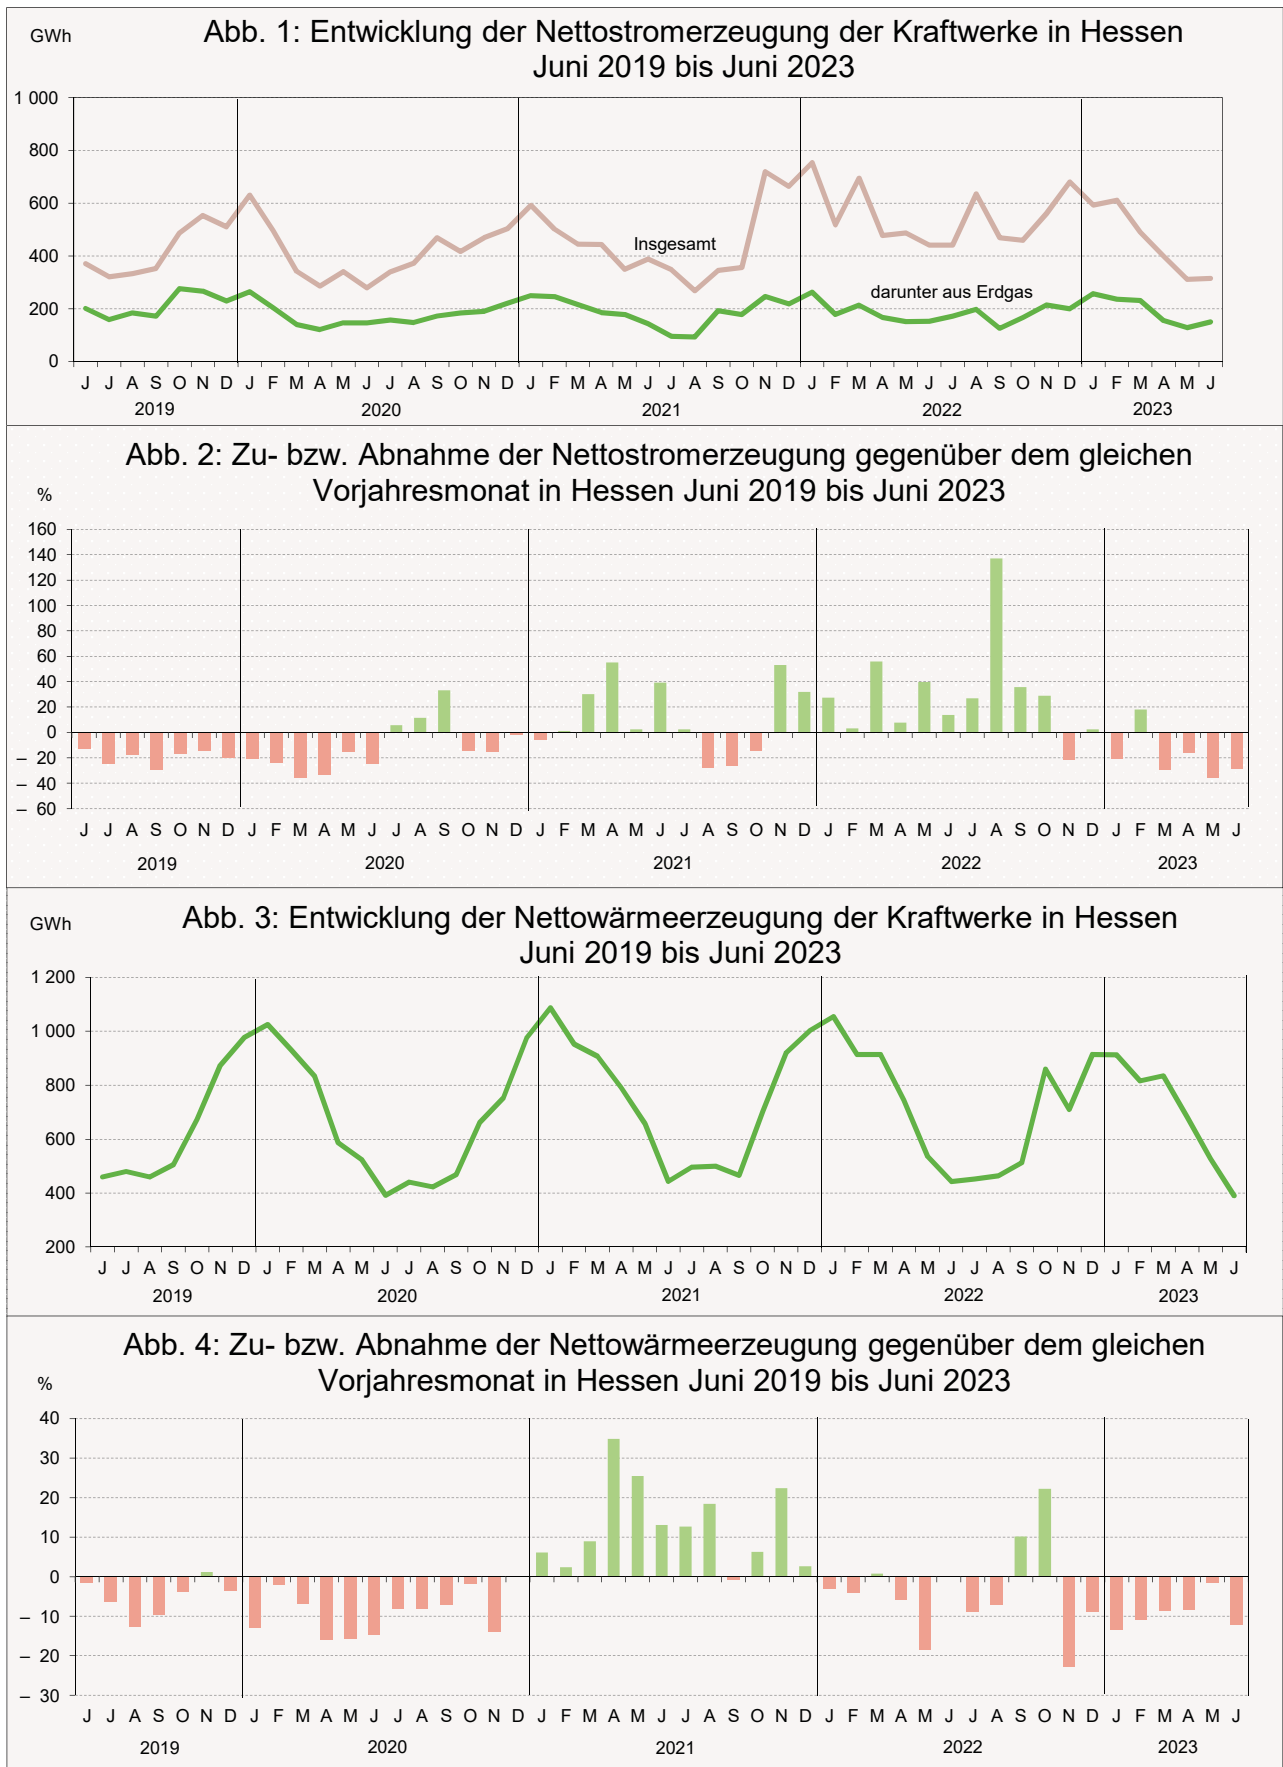 GWh
Abb. 1: Entwicklung der Nettostromerzeugung der Kraftwerke in Hessen
Juni 2019 bis Juni 2023
1 000
800
600
400
200
0
Insgesamt
darunter aus Erdgas
J J A S O N D J F M A M J J A S O N D J F M A M J J A S O N D J F M A M J J A S O N D J F M A M J
2019 2020 2021 2022 2023
Abb. 2: Zu- bzw. Abnahme der Nettostromerzeugung gegenüber dem gleichen
Vorjahresmonat in Hessen Juni 2019 bis Juni 2023
%
160
140
120
100
80
60
40
20
0
– 20
– 40
– 60
J J A S O N D J F M A M J J A S O N D J F M A M J J A S O N D J F M A M J J A S O N D J F M A M J
2019 2020 2021 2022 2023
GWh
Abb. 3: Entwicklung der Nettowärmeerzeugung der Kraftwerke in Hessen
Juni 2019 bis Juni 2023
1 200
1 000
800
600
400
200
J J A S O N D J F M A M J J A S O N D J F M A M J J A S O N D J F M A M J J A S O N D J F M A M J
2019 2020 2021 2022 2023
Abb. 4: Zu- bzw. Abnahme der Nettowärmeerzeugung gegenüber dem gleichen
Vorjahresmonat in Hessen Juni 2019 bis Juni 2023
%
40
30
20
10
0
– 10
– 20
– 30
J J A S O N D J F M A M J J A S O N D J F M A M J J A S O N D J F M A M J J A S O N D J F M A M J
2019 2020 2021 2022 2023